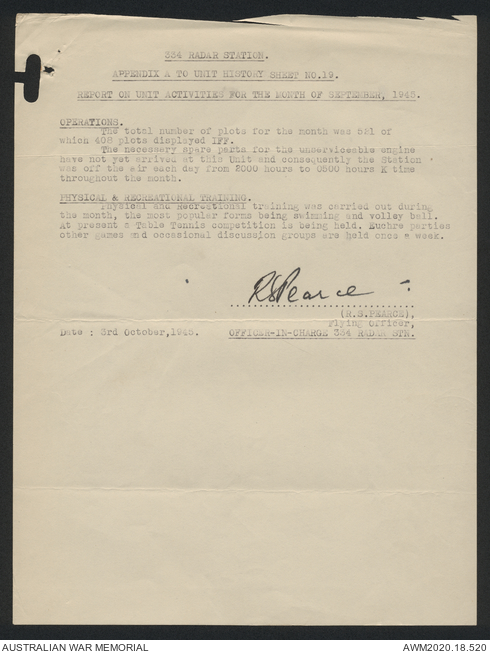 334 RADAR STATION.
APPENDIX A TO UNIT HISTORY SHEET NO.19.
REPORT ON UNIT ACTIVITIES FOR THE MONTH OF SEPTEMBER, 1945.
OPERATIONS.
The total number of plots for the month was 521 of
which 408 plots displayed IFF.
The necessary spare parts for the unserviceable engine
have not yet arrived at this Unit and consequently the Station
was off the air each day from 2000 hours to 0500 hours K time
throughout the month.
PHYSICAL & RECREATIONAL TRAINING.
Physical and Recreational training was carried out during
the month, the most popular forms being swimming and volley ball.
At present a Table Tennis competition is being held. Euchre parties
other games and occasional discussion groups are held once a week.
RSPearce
(R.S.PEARCE),
Flying Officer,
Date : 3rd October,1945. OFFICER-IN-CHARGE 334 RADAR STN.
AUSTRALIAN WAR MEMORIAL AWM2020.18.520